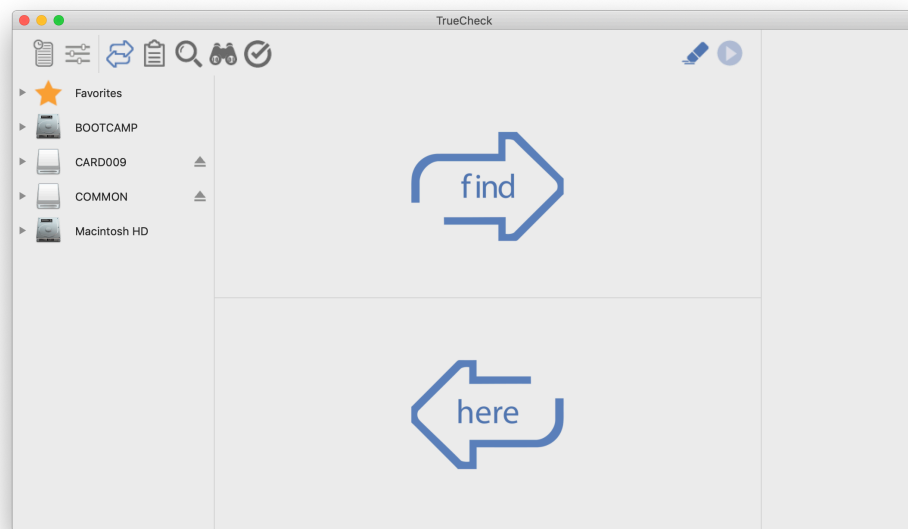 TrueCheck
Favorites
BOOTCAMP
CARD009
COMMON
Macintosh HD
find
here